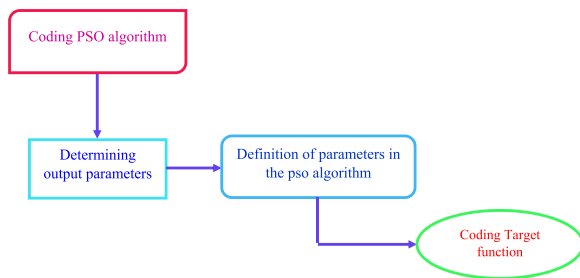 Coding PSO algorithm
Determining
output parameters
Definition of parameters in
the pso algorithm
Coding Target
function